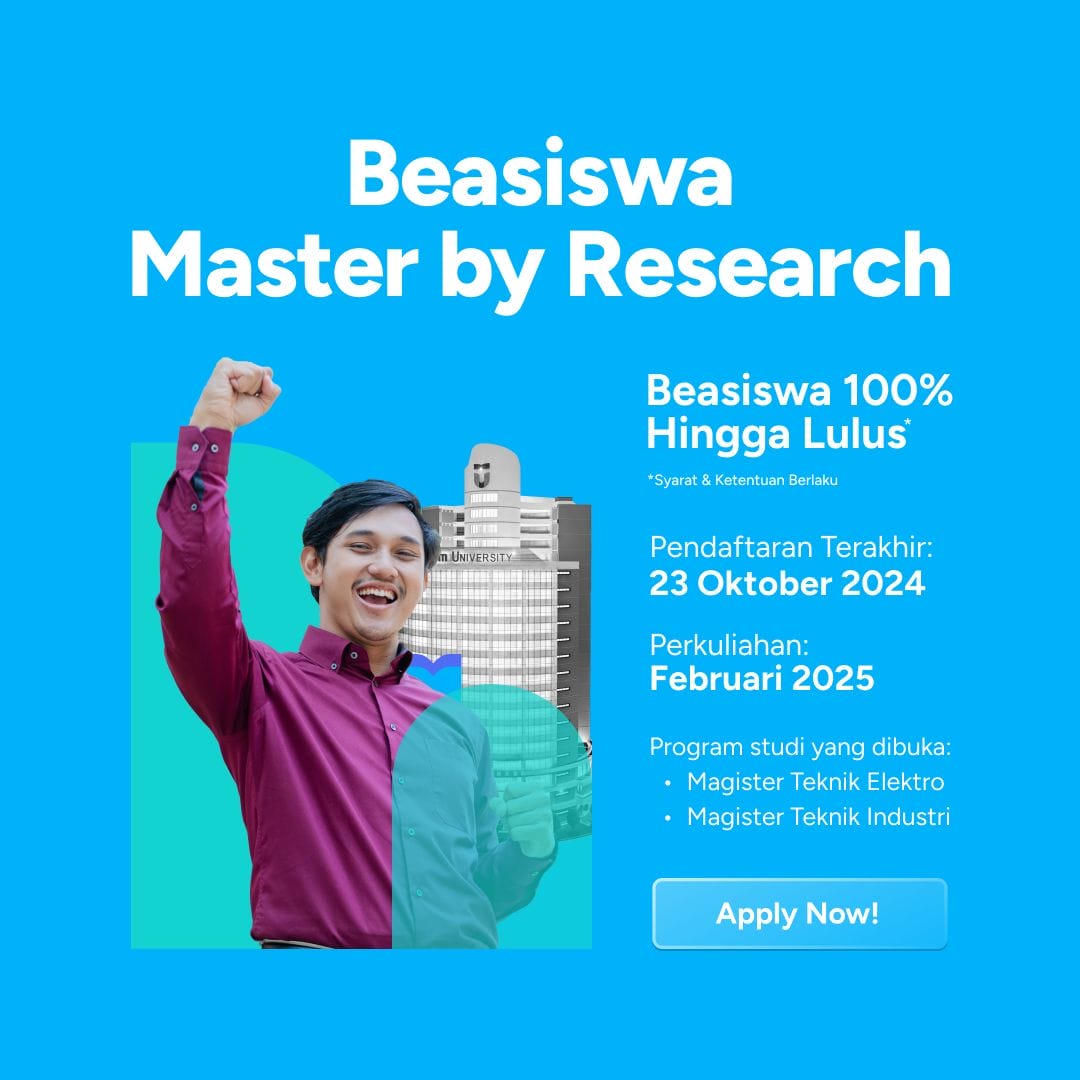 Beasiswa
Master by Research
Beasiswa 100%
Hingga Lulus*
*Syarat & Ketentuan Berlaku
UNIVERSITY
Pendaftaran Terakhir:
23 Oktober 2024
Perkuliahan:
Februari 2025
Program studi yang dibuka:
• Magister Teknik Elektro
• Magister Teknik Industri
Apply Now!